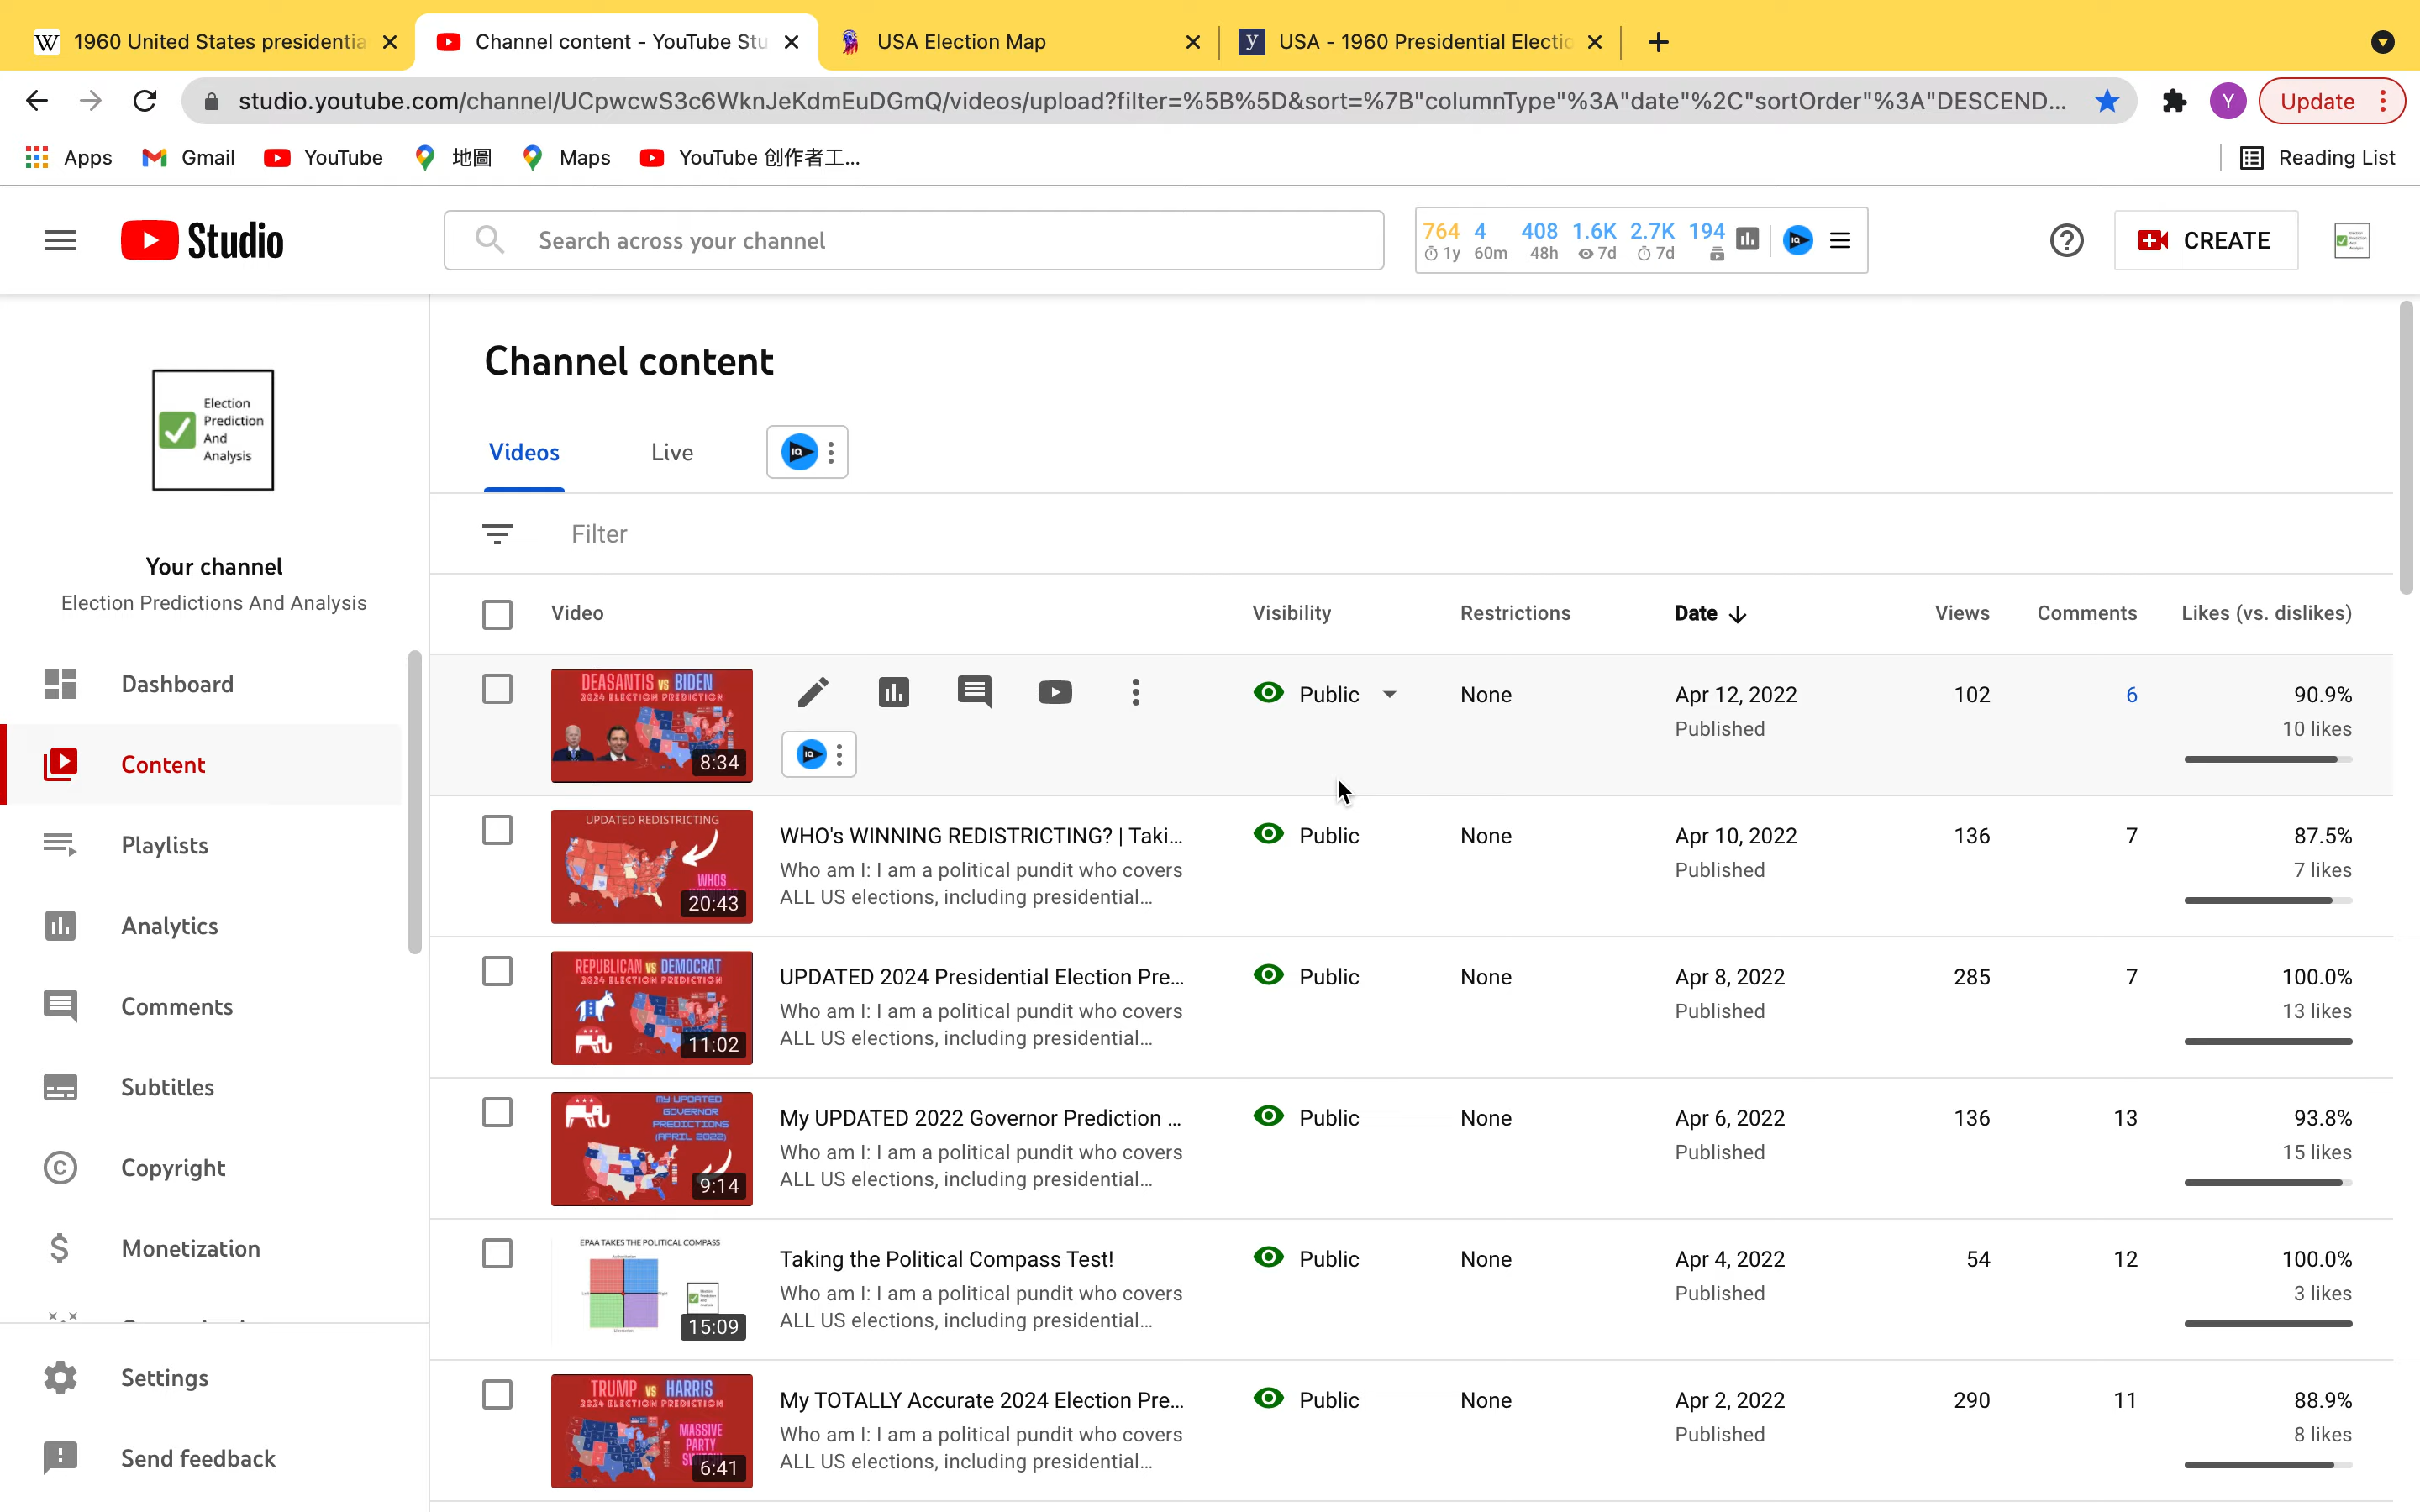 1960 United States presidentia
Channel content - YouTube Stu
USA Election Map
USA - 1960 Presidential Electio
studio.youtube.com/channel/UCpwcwS3c6WknJeKdmEuDGmQ/videos/upload?filter=%5B%5D&sort=%7B"columnType"%3A"date"%2C"sortOrder"%3A"DESCEND...
Y
Update
Apps
Gmail
YouTube
地圖
Maps
YouTube 创作者工...
Reading List
Studio
Search across your channel
764 4 408 1.6K 2.7K 194
1y 60m 48h 7d 7d
CREATE
Election
Prediction
And
Analysis
Your channel
Election Predictions And Analysis
Dashboard
Content
Playlists
Analytics
Comments
Subtitles
Copyright
Monetization
Settings
Send feedback
Channel content
Videos
Live
IQ
Filter
Video Visibility Restrictions Date Views Comments Likes (vs. dislikes)
DEASANTIS VS BIDEN
2024 ELECTION PREDICTION
8:34
Public None Apr 12, 2022 102 6 90.9%
Published 10 likes
UPDATED REDISTRICTING
WHOS
20:43
WHO's WINNING REDISTRICTING? | Taki... Public None Apr 10, 2022 136 7 87.5%
Who am I: I am a political pundit who covers Published 7 likes
ALL US elections, including presidential...
REPUBLICAN VS DEMOCRAT
2024 ELECTION PREDICTION
11:02
UPDATED 2024 Presidential Election Pre... Public None Apr 8, 2022 285 7 100.0%
Who am I: I am a political pundit who covers Published 13 likes
ALL US elections, including presidential...
MY UPDATED
GOVERNOR
PREDICTIONS
(APRIL 2022)
9:14
My UPDATED 2022 Governor Prediction ... Public None Apr 6, 2022 136 13 93.8%
Who am I: I am a political pundit who covers Published 15 likes
ALL US elections, including presidential...
EPAA TAKES THE POLITICAL COMPASS
15:09
Taking the Political Compass Test! Public None Apr 4, 2022 54 12 100.0%
Who am I: I am a political pundit who covers Published 3 likes
ALL US elections, including presidential...
TRUMP VS HARRIS
2024 ELECTION PREDICTION
MASSIVE
PARTY
6:41
My TOTALLY Accurate 2024 Election Pre... Public None Apr 2, 2022 290 11 88.9%
Who am I: I am a political pundit who covers Published 8 likes
ALL US elections, including presidential...